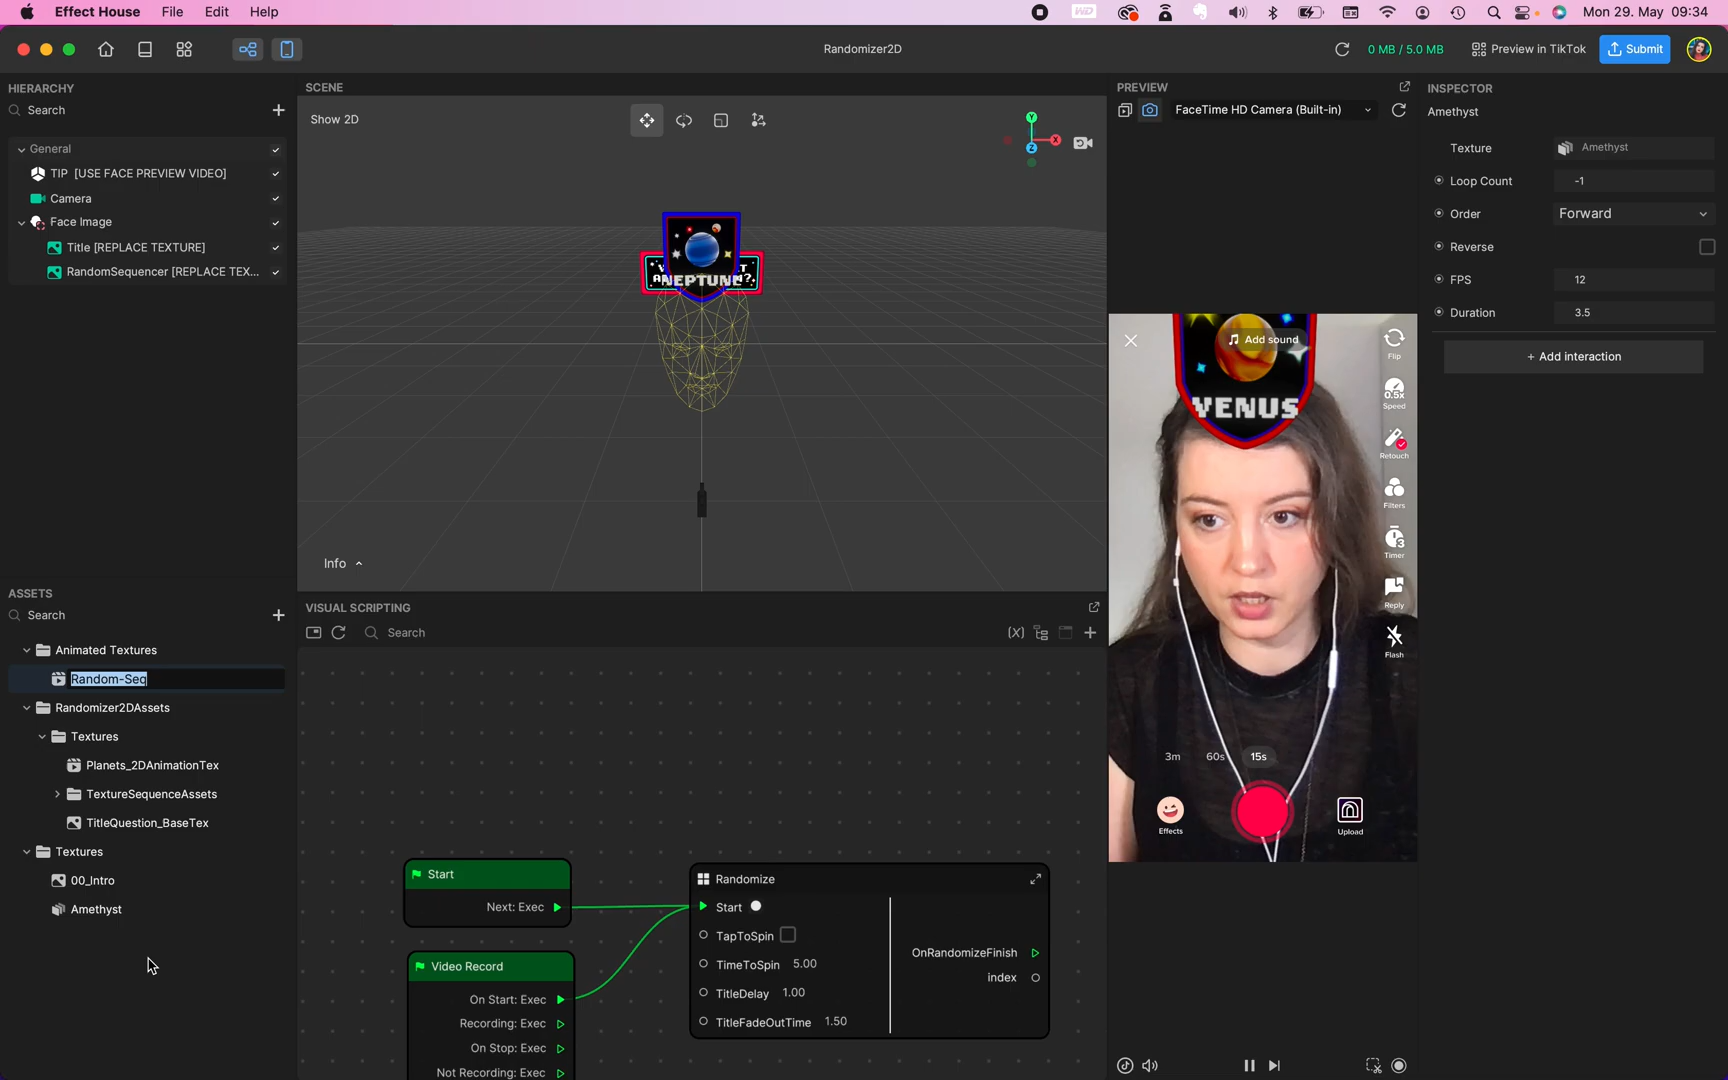 Effect House File Edit Help
Mon 29. May 09:34
Randomizer2D
0 MB / 5.0 MB
Preview in TikTok
Submit
HIERARCHY
Search
General
TIP [USE FACE PREVIEW VIDEO]
Camera
Face Image
Title [REPLACE TEXTURE]
RandomSequencer [REPLACE TEX...
SCENE
Show 2D
Y
X
Z
NEPTUNE
Info
ASSETS
Search
Animated Textures
Random-Seq
Randomizer2DAssets
Textures
Planets_2DAnimationTex
TextureSequenceAssets
TitleQuestion_BaseTex
Textures
00_Intro
Amethyst
VISUAL SCRIPTING
Search
(X)
Start
Next: Exec
Video Record
On Start: Exec
Recording: Exec
On Stop: Exec
Not Recording: Exec
Randomize
Start
TapToSpin
TimeToSpin 5.00
TitleDelay 1.00
TitleFadeOutTime 1.50
OnRandomizeFinish
index
PREVIEW
FaceTime HD Camera (Built-in)
Add sound
VENUS
Flip
0.5x
Speed
Retouch
Filters
3
Timer
Reply
Flash
3m 60s 15s
Effects
Upload
INSPECTOR
Amethyst
Texture Amethyst
Loop Count -1
Order Forward
Reverse
FPS 12
Duration 3.5
+ Add interaction